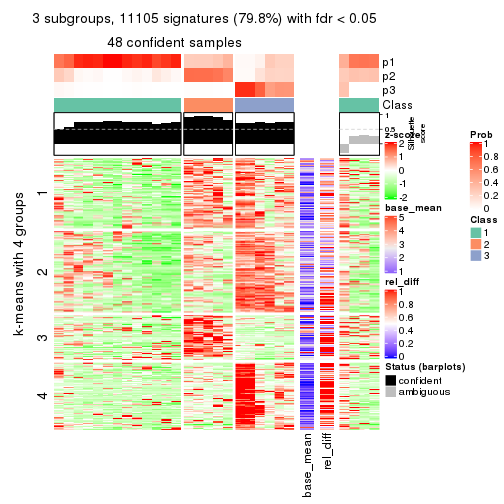 3 subgroups, 11105 signatures (79.8%) with fdr < 0.05
48 confident samples
p1
p2
p3
Class
1
0.5
0
Silhouette
score
k-means with 4 groups
1
2
3
4
base_mean
rel_diff
z-score
2
1
0
-1
-2
base_mean
5
4
3
2
1
rel_diff
1
0.8
0.6
0.4
0.2
0
Status (barplots)
confident
ambiguous
Prob
1
0.8
0.6
0.4
0.2
0
Class
1
2
3